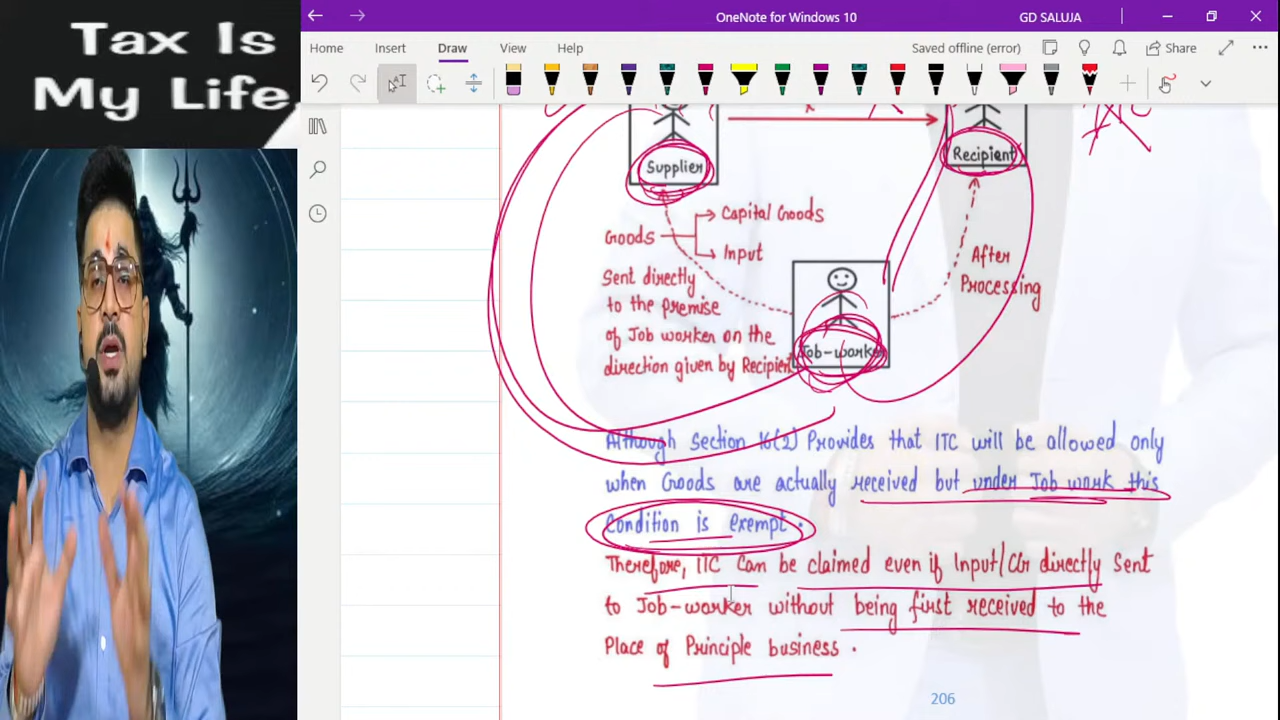 Tax Is
My Life,
OneNote for Windows 10
GD SALUJA
Home Insert Draw View Help
Saved offline (error)
Share
Supplier
Recipient
ITC
Goods
Capital Goods
Input
Sent directly
to the premise
of Job worker on the
direction given by Recipient
After
Processing
Job-worker
Although Section 16(2) Provides that ITC will be allowed only
when Goods are actually received but under Job work this
Condition is exempt.
Therefore, ITC Can be claimed even if Input/CG directly Sent
to Job-worker without being first received to the
Place of Principle business.
206